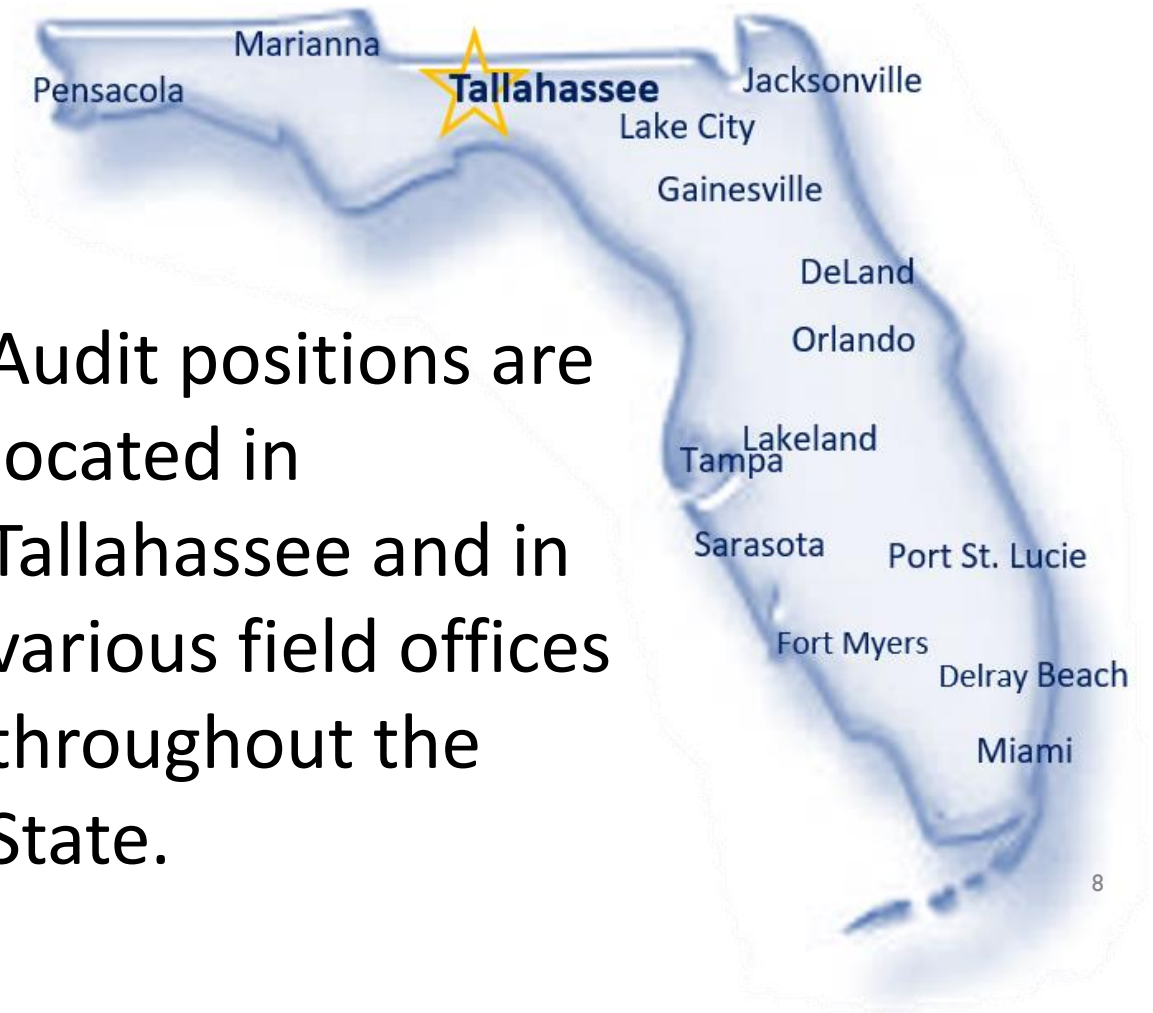 Marianna
Pensacola
Tallahassee
Jacksonville
Lake City
Gainesville
DeLand
Orlando
Lakeland
Tampa
Sarasota
Port St. Lucie
Fort Myers
Delray Beach
Miami
Audit positions are
located in
Tallahassee and in
various field offices
throughout the
State.
8